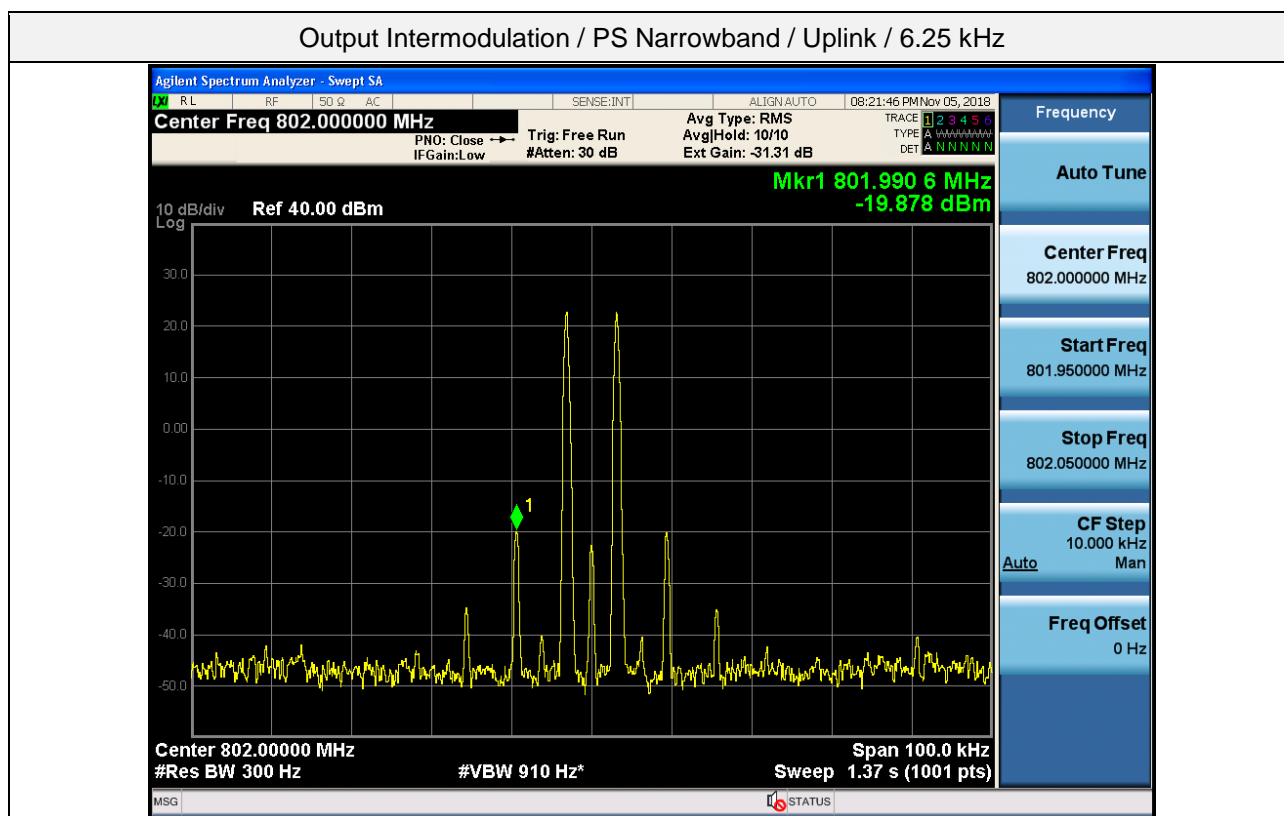 Output Intermodulation / PS Narrowband / Uplink / 6.25 kHz
Agilent Spectrum Analyzer - Swept SA
LXI RL RF 50 Ω AC SENSE:INT ALIGN AUTO 08:21:46 PM Nov 05, 2018
Center Freq 802.000000 MHz
PNO: Close
IFGain:Low
Trig: Free Run
#Atten: 30 dB
Avg Type: RMS
Avg|Hold: 10/10
Ext Gain: -31.31 dB
TRACE 1 2 3 4 5 6
TYPE A
DET A N N N N N
Mkr1 801.990 6 MHz
-19.878 dBm
10 dB/div Ref 40.00 dBm
Log
30.0
20.0
10.0
0.00
-10.0
-20.0
-30.0
-40.0
-50.0
1
Center 802.00000 MHz
Span 100.0 kHz
#Res BW 300 Hz
#VBW 910 Hz*
Sweep 1.37 s (1001 pts)
MSG
STATUS
Frequency
Auto Tune
Center Freq
802.000000 MHz
Start Freq
801.950000 MHz
Stop Freq
802.050000 MHz
CF Step
10.000 kHz
Auto Man
Freq Offset
0 Hz